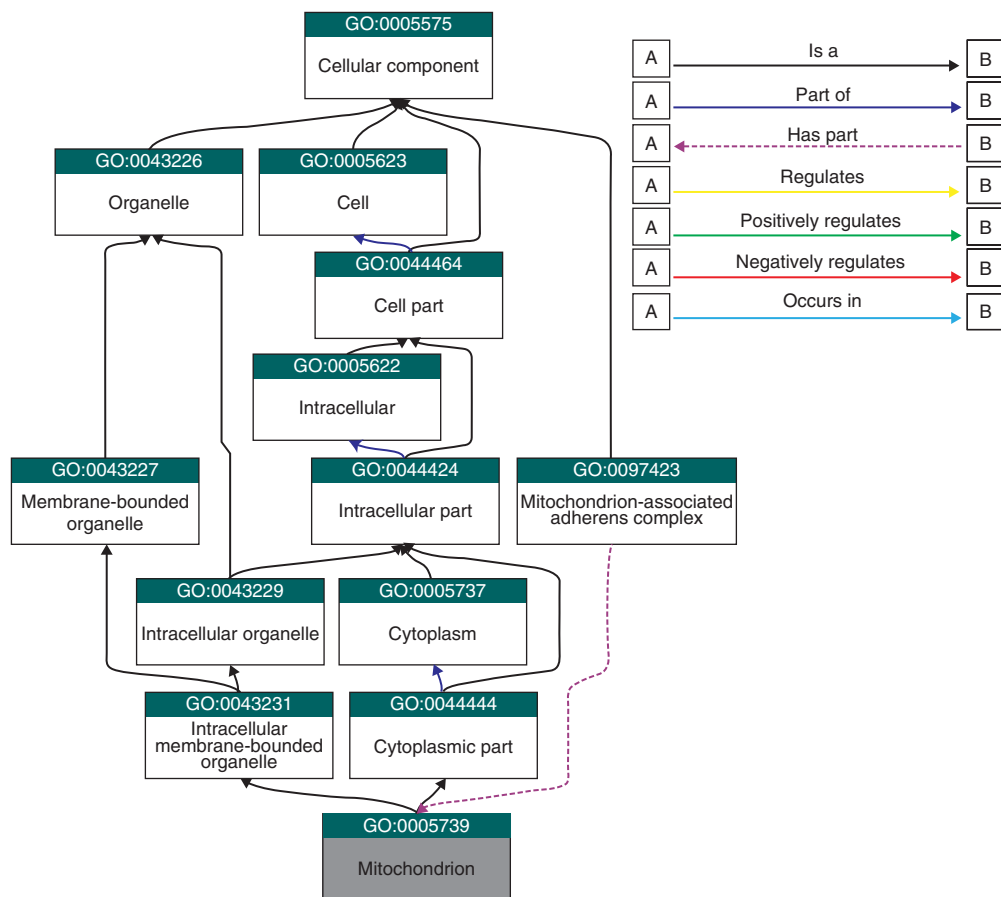 GO:0005575
Cellular component
GO:0043226
Organelle
GO:0005623
Cell
GO:0044464
Cell part
GO:0005622
Intracellular
GO:0043227
Membrane-bounded
organelle
GO:0044424
Intracellular part
GO:0097423
Mitochondrion-associated
adherens complex
GO:0043229
Intracellular organelle
GO:0005737
Cytoplasm
GO:0043231
Intracellular
membrane-bounded
organelle
GO:0044444
Cytoplasmic part
GO:0005739
Mitochondrion
A Is a B
A Part of B
A Has part B
A Regulates B
A Positively regulates B
A Negatively regulates B
A Occurs in B